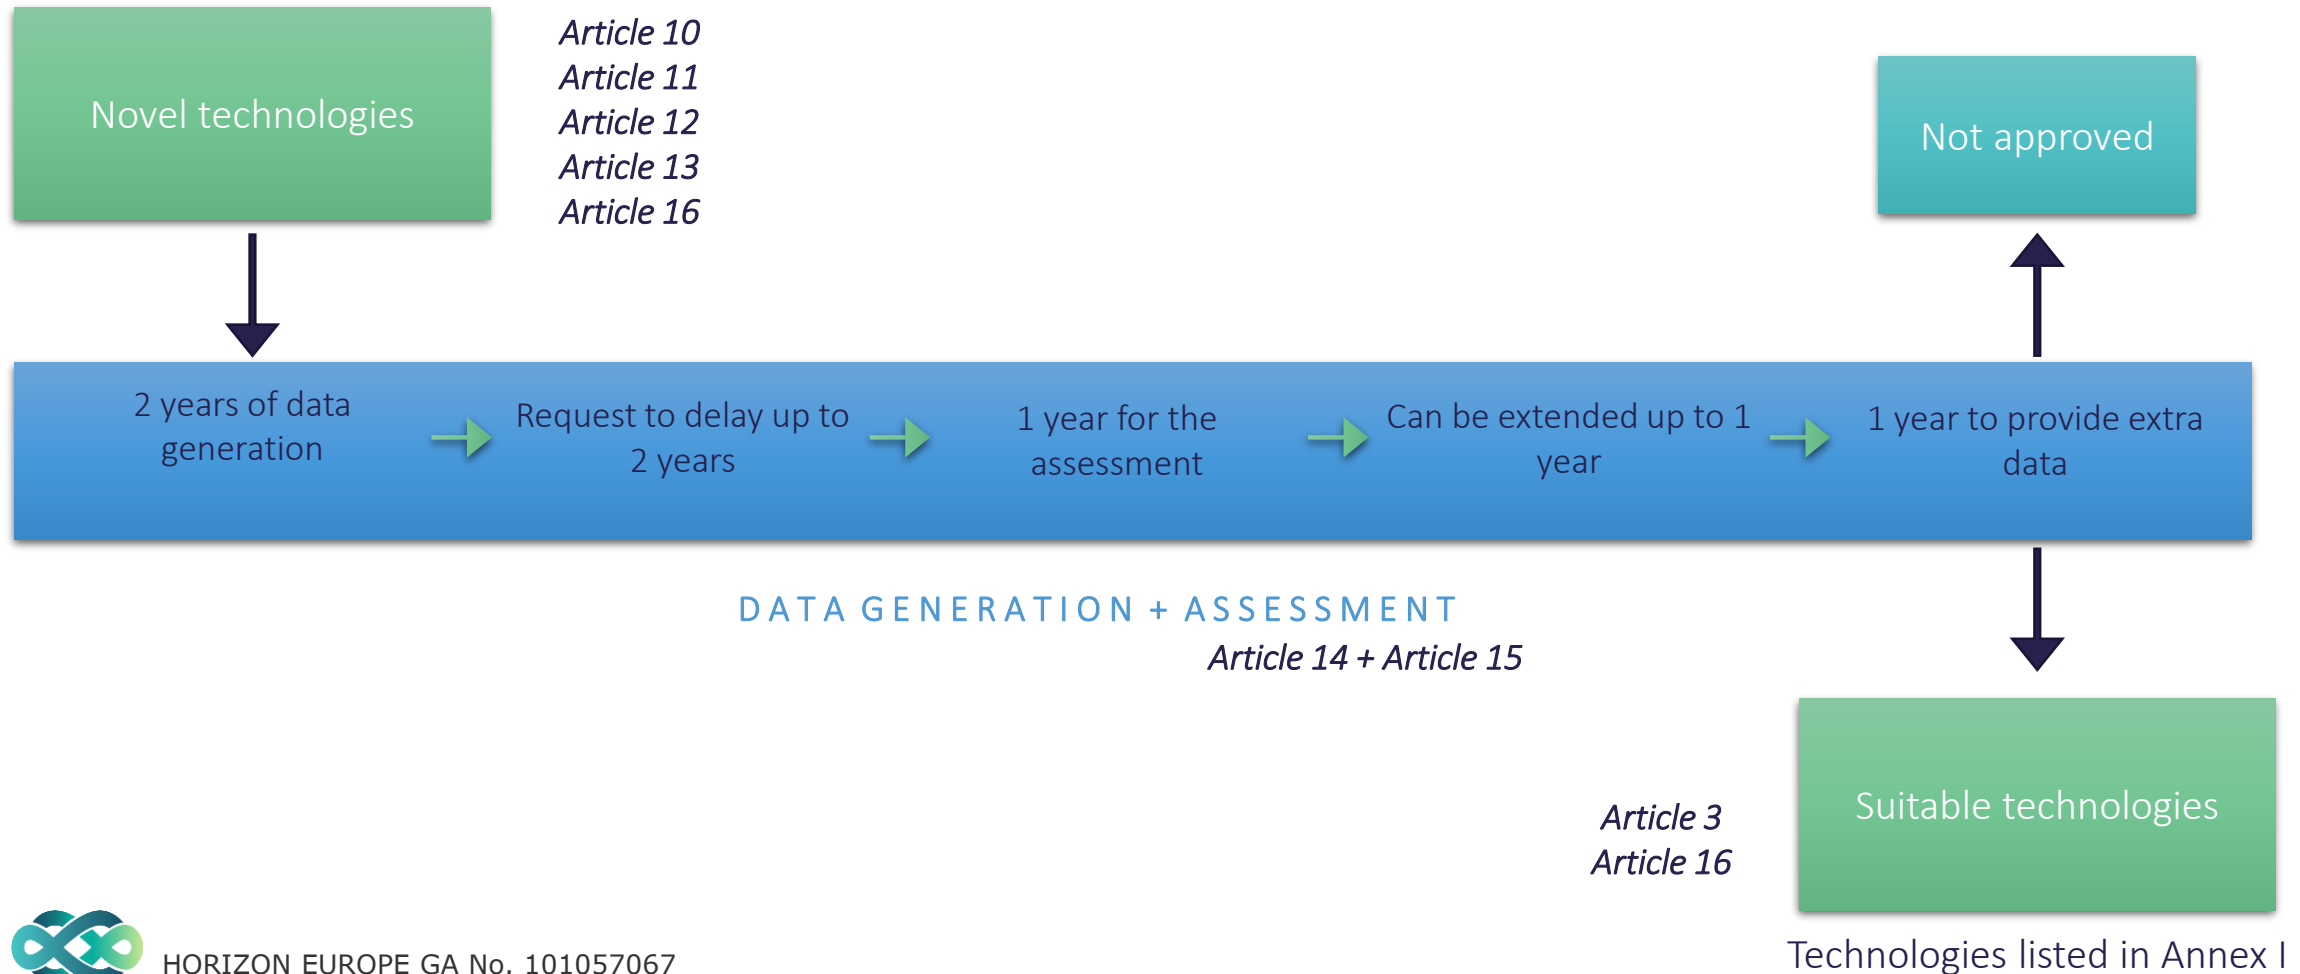 Novel technologies
Article 10
Article 11
Article 12
Article 13
Article 16
Not approved
2 years of data
generation
Request to delay up to
2 years
1 year for the
assessment
Can be extended up to 1
year
1 year to provide extra
data
DATA GENERATION + ASSESSMENT
Article 14 + Article 15
Article 3
Article 16
Suitable technologies
Technologies listed in Annex I
HORIZON EUROPE GA No. 101057067